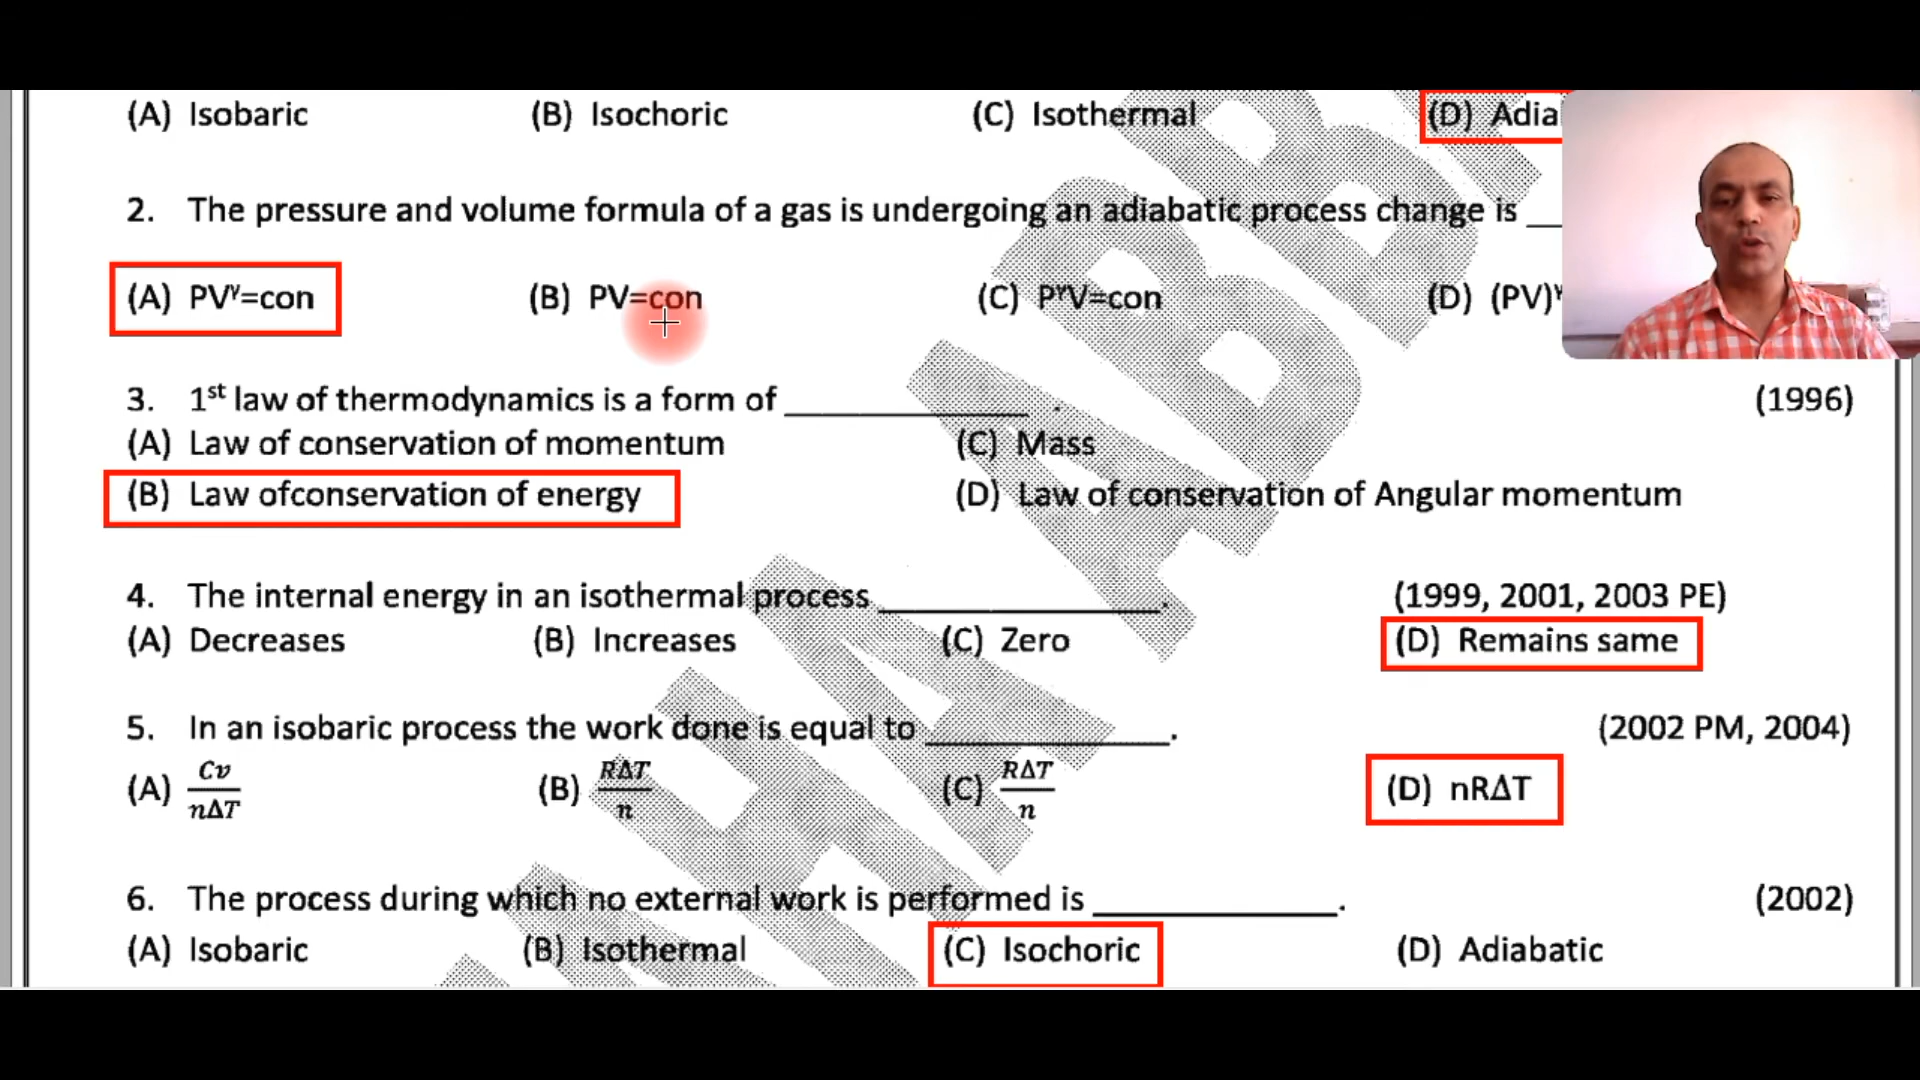 (A) Isobaric (B) Isochoric (C) Isothermal (D) Adia
2. The pressure and volume formula of a gas is undergoing an adiabatic process change is __
(A) PVᵞ=con (B) PV=con (C) PᵞV=con (D) (PV)ᵞ
3. 1ˢᵗ law of thermodynamics is a form of ______________ . (1996)
(A) Law of conservation of momentum (C) Mass
(B) Law ofconservation of energy (D) Law of conservation of Angular momentum
4. The internal energy in an isothermal process ________________. (1999, 2001, 2003 PE)
(A) Decreases (B) Increases (C) Zero (D) Remains same
5. In an isobaric process the work done is equal to ______________. (2002 PM, 2004)
(A) Cv/nΔT (B) RΔT/n (C) RΔT/n (D) nRΔT
6. The process during which no external work is performed is ______________. (2002)
(A) Isobaric (B) Isothermal (C) Isochoric (D) Adiabatic